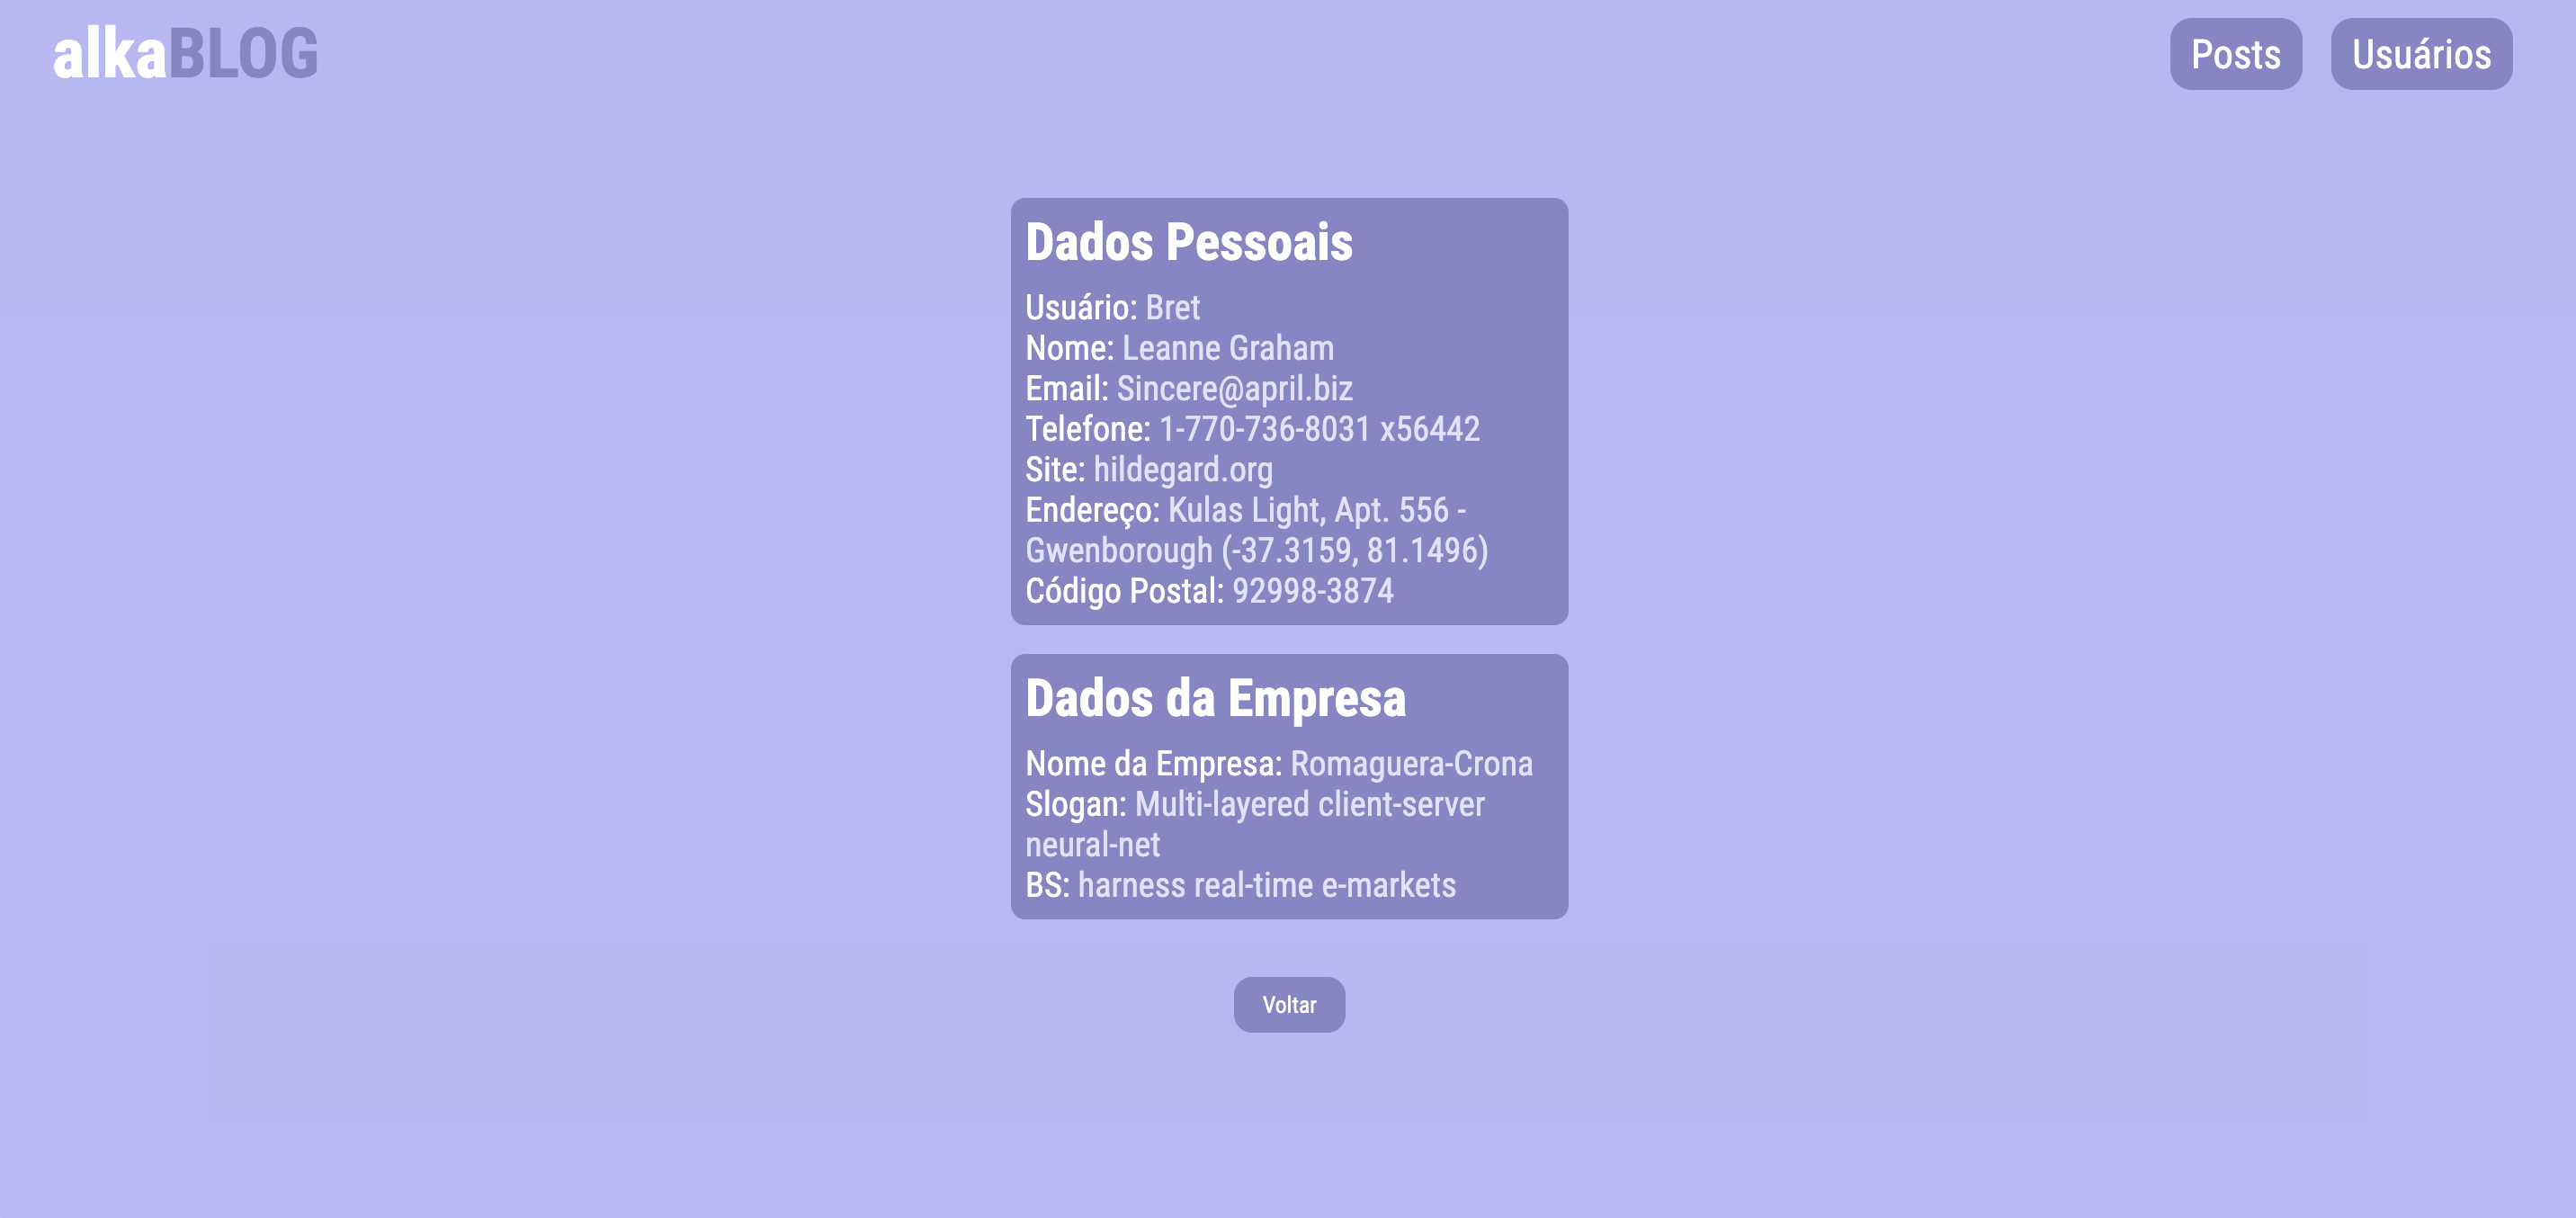 alkaBLOG
Posts
Usuários
Dados Pessoais
Usuário: Bret
Nome: Leanne Graham
Email: Sincere@april.biz
Telefone: 1-770-736-8031 x56442
Site: hildegard.org
Endereço: Kulas Light, Apt. 556 -
Gwenborough (-37.3159, 81.1496)
Código Postal: 92998-3874
Dados da Empresa
Nome da Empresa: Romaguera-Crona
Slogan: Multi-layered client-server
neural-net
BS: harness real-time e-markets
Voltar